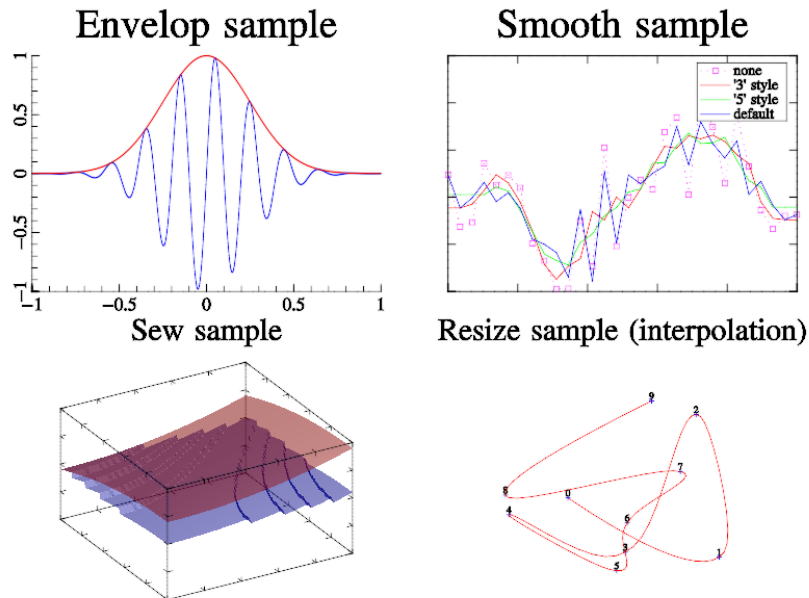 Envelop sample
Smooth sample
1
0.5
0
−0.5
−1
−1
−0.5
0
0.5
1
none
'3' style
'5' style
default
Sew sample
Resize sample (interpolation)
9
2
7
8
0
4
6
3
1
5